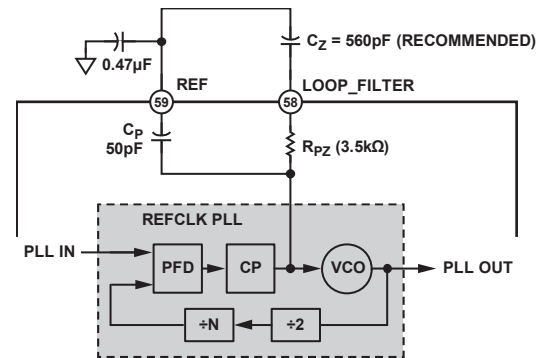 0.47µF
C_Z = 560pF (RECOMMENDED)
REF
LOOP_FILTER
59
58
C_P
50pF
R_PZ (3.5kΩ)
REFCLK PLL
PLL IN
PFD
CP
VCO
PLL OUT
÷N
÷2